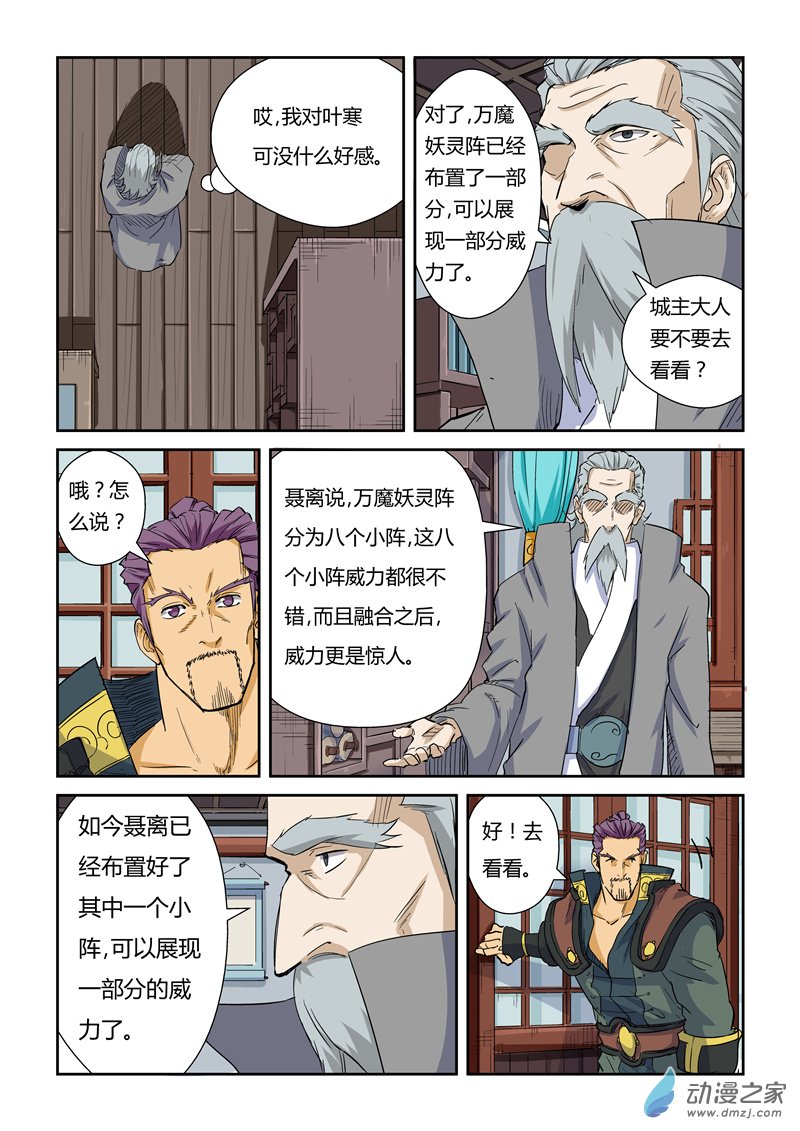 哎，我对叶寒
可没什么好感。
对了，万魔
妖灵阵已经
布置了一部
分，可以展
现一部分威
力了。
城主大人
要不要去
看看？
哦？怎
么说？
聂离说，万魔妖灵阵
分为八个小阵，这八
个小阵威力都很不
错，而且融合之后，
威力更是惊人。
如今聂离已
经布置好了
其中一个小
阵，可以展现
一部分的威
力了。
好！去
看看。
动漫之家
www.dmzj.com